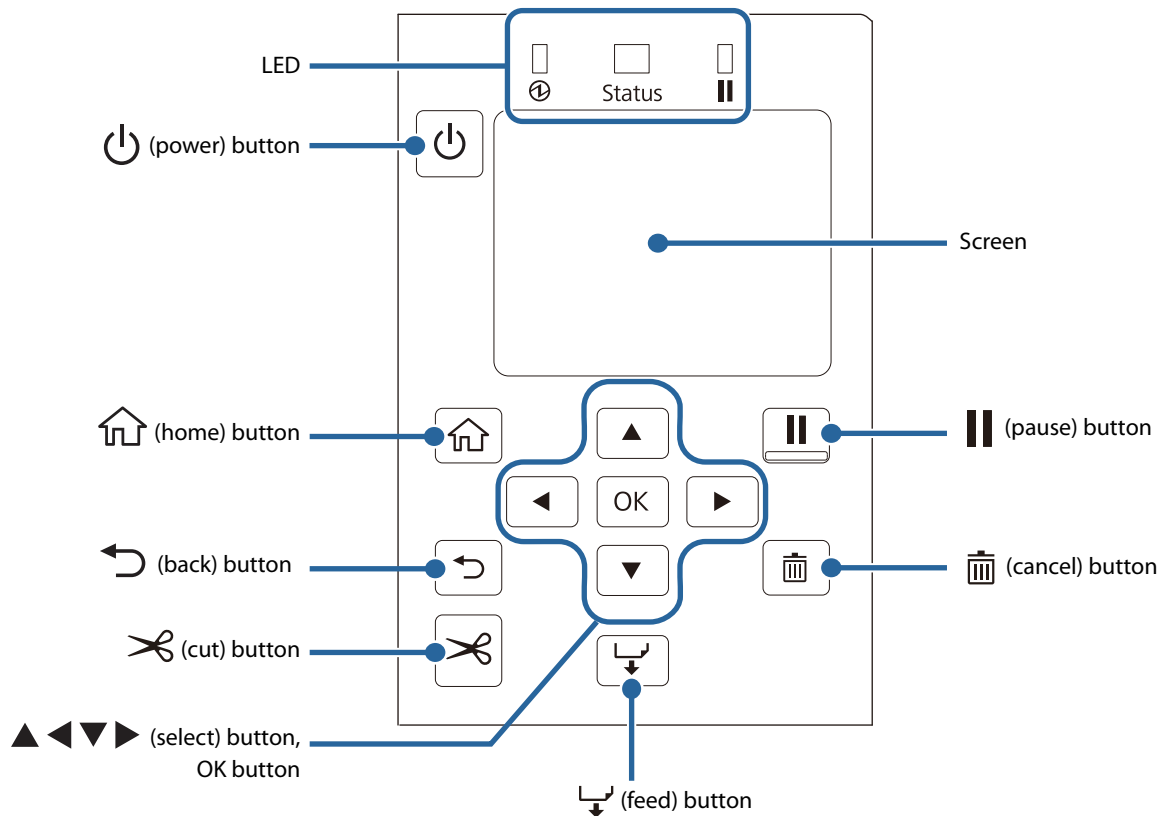 LED
Status
(power) button
Screen
(home) button
(pause) button
OK
(back) button
(cancel) button
(cut) button
▲ ◀ ▼ ▶ (select) button,
OK button
(feed) button